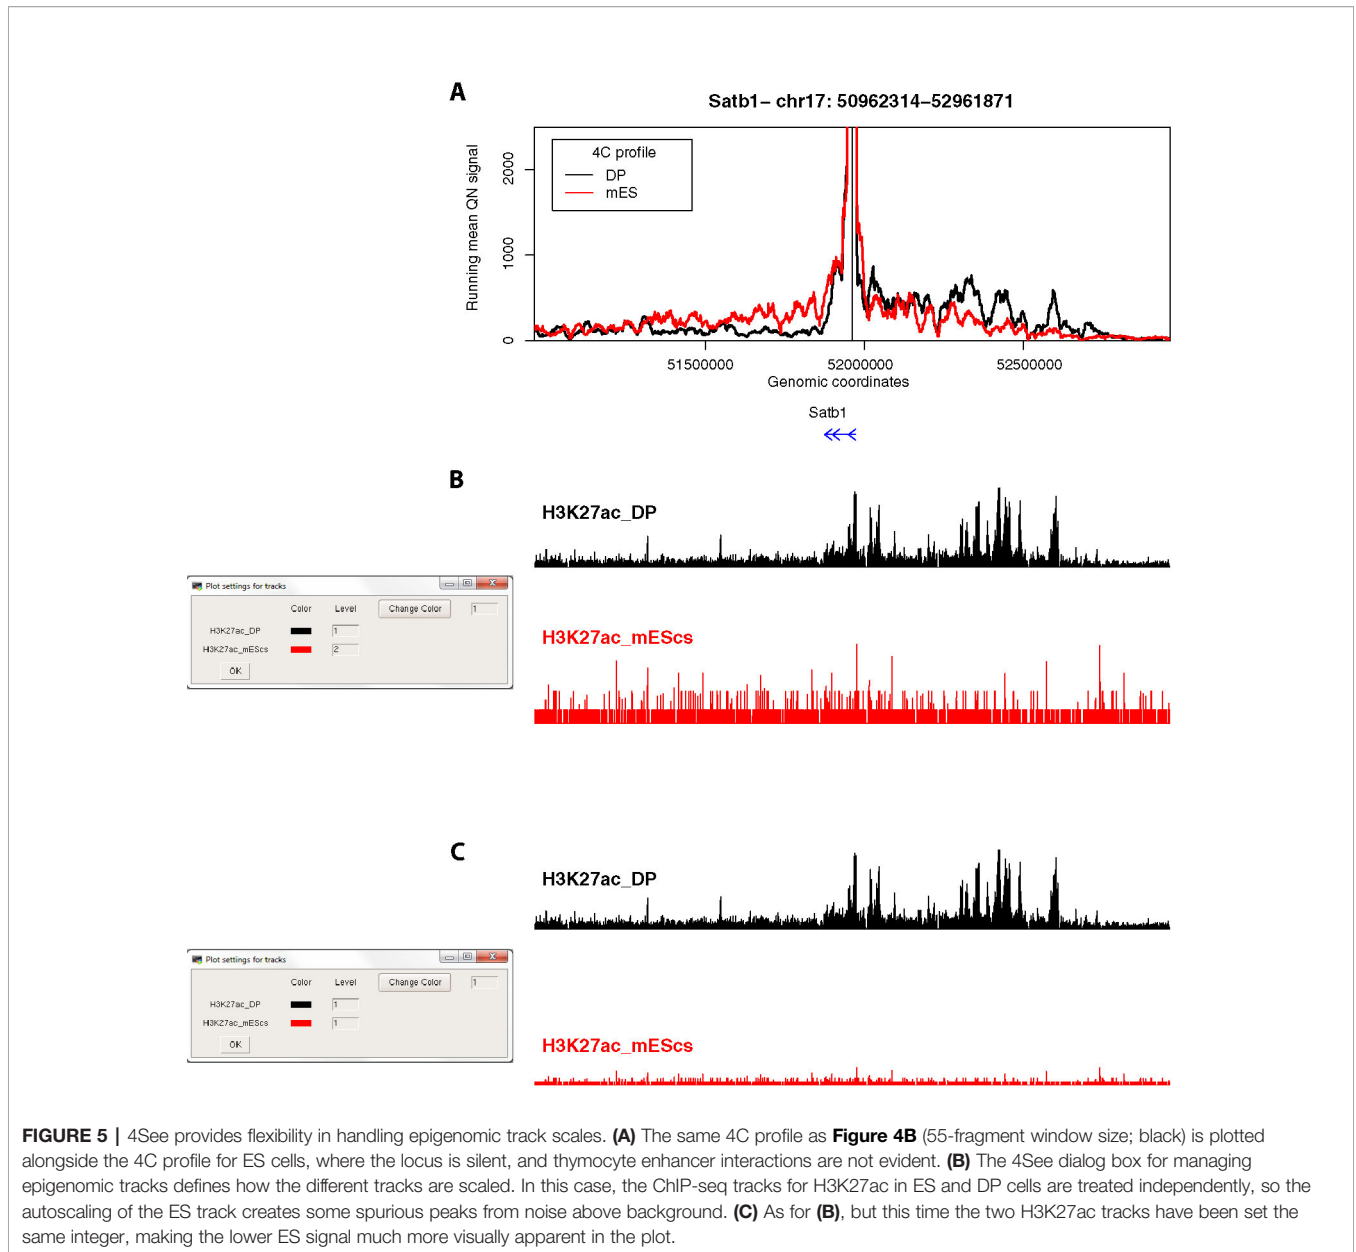 A
Satb1– chr17: 50962314–52961871
Running mean QN signal
2000
1000
0
4C profile
DP
mES
51500000
52000000
52500000
Genomic coordinates
Satb1
B
H3K27ac_DP
H3K27ac_mEScs
Plot settings for tracks
Color Level Change Color 1
H3K27ac_DP 1
H3K27ac_mEScs 2
OK
C
H3K27ac_DP
H3K27ac_mEScs
Plot settings for tracks
Color Level Change Color 1
H3K27ac_DP 1
H3K27ac_mEScs 1
OK
FIGURE 5 | 4See provides flexibility in handling epigenomic track scales. (A) The same 4C profile as Figure 4B (55-fragment window size; black) is plotted
alongside the 4C profile for ES cells, where the locus is silent, and thymocyte enhancer interactions are not evident. (B) The 4See dialog box for managing
epigenomic tracks defines how the different tracks are scaled. In this case, the ChIP-seq tracks for H3K27ac in ES and DP cells are treated independently, so the
autoscaling of the ES track creates some spurious peaks from noise above background. (C) As for (B), but this time the two H3K27ac tracks have been set the
same integer, making the lower ES signal much more visually apparent in the plot.